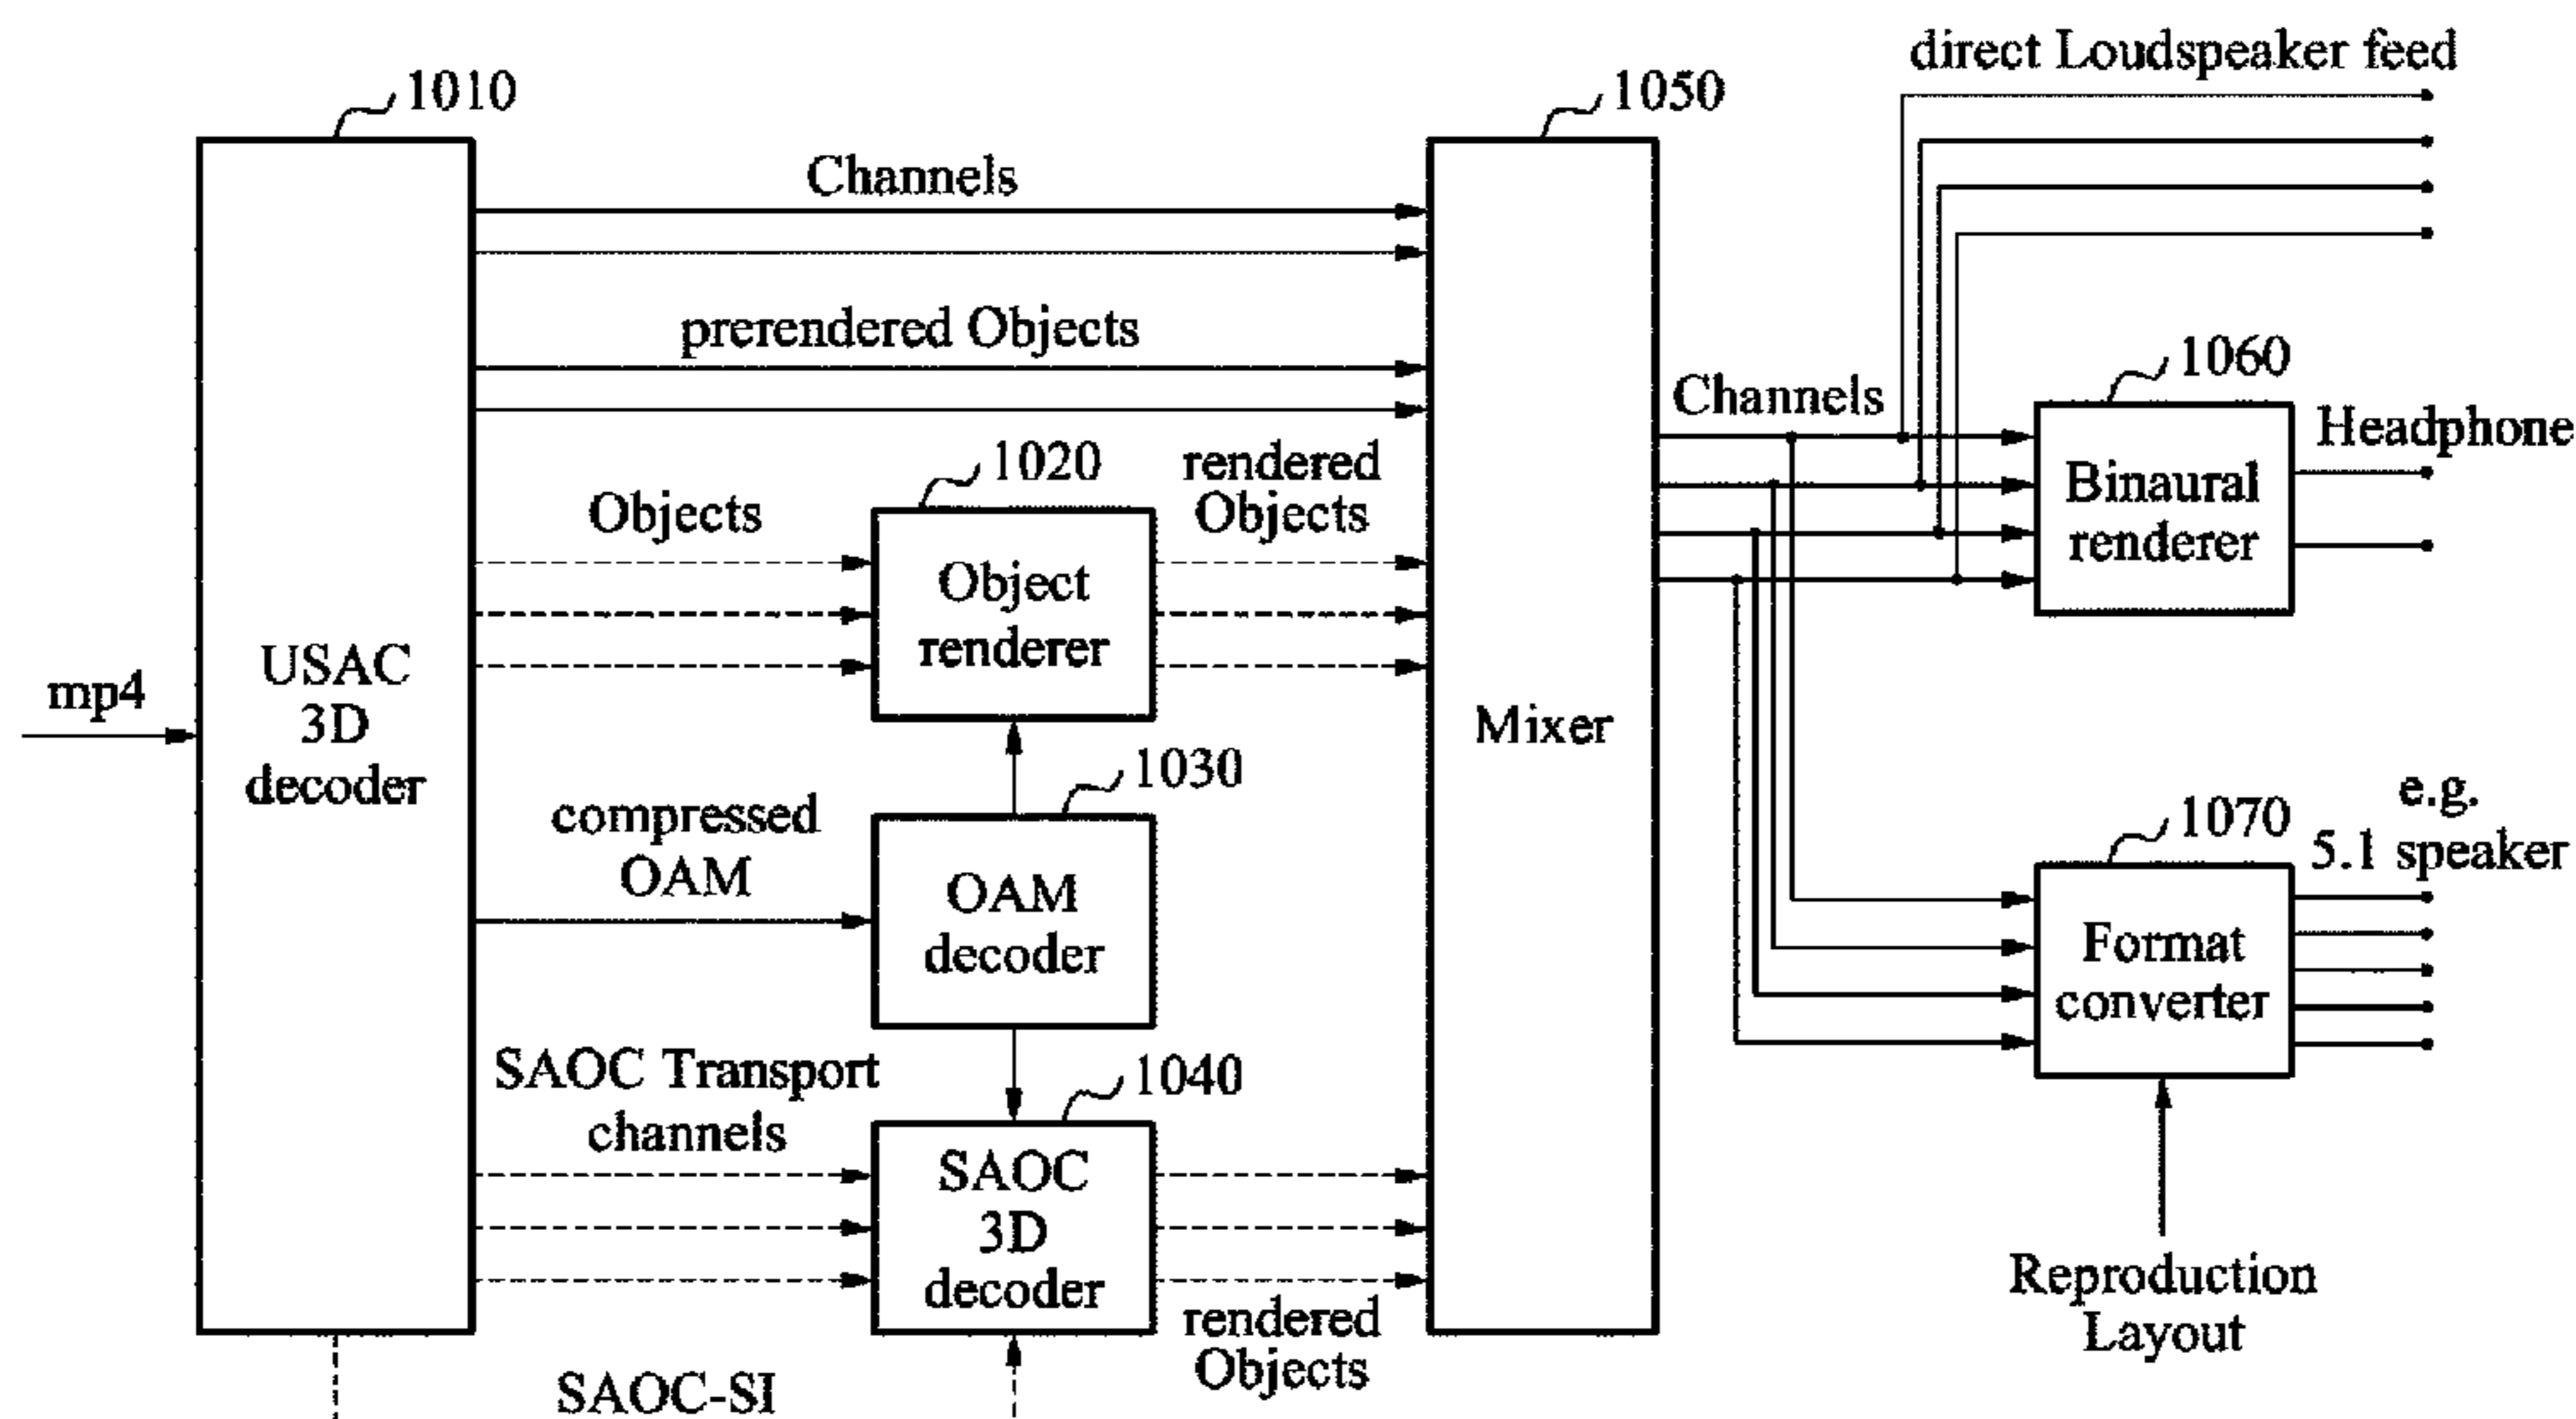 direct Loudspeaker feed
1010
1050
Channels
prerendered Objects
1060
Channels
Headphone
1020
rendered
Objects
Objects
Binaural
renderer
Object
renderer
USAC
3D
decoder
mp4
Mixer
1030
compressed
OAM
OAM
decoder
e.g.
5.1 speaker
1070
Format
converter
SAOC Transport
channels
1040
SAOC
3D
decoder
rendered
Objects
Reproduction
Layout
SAOC-SI